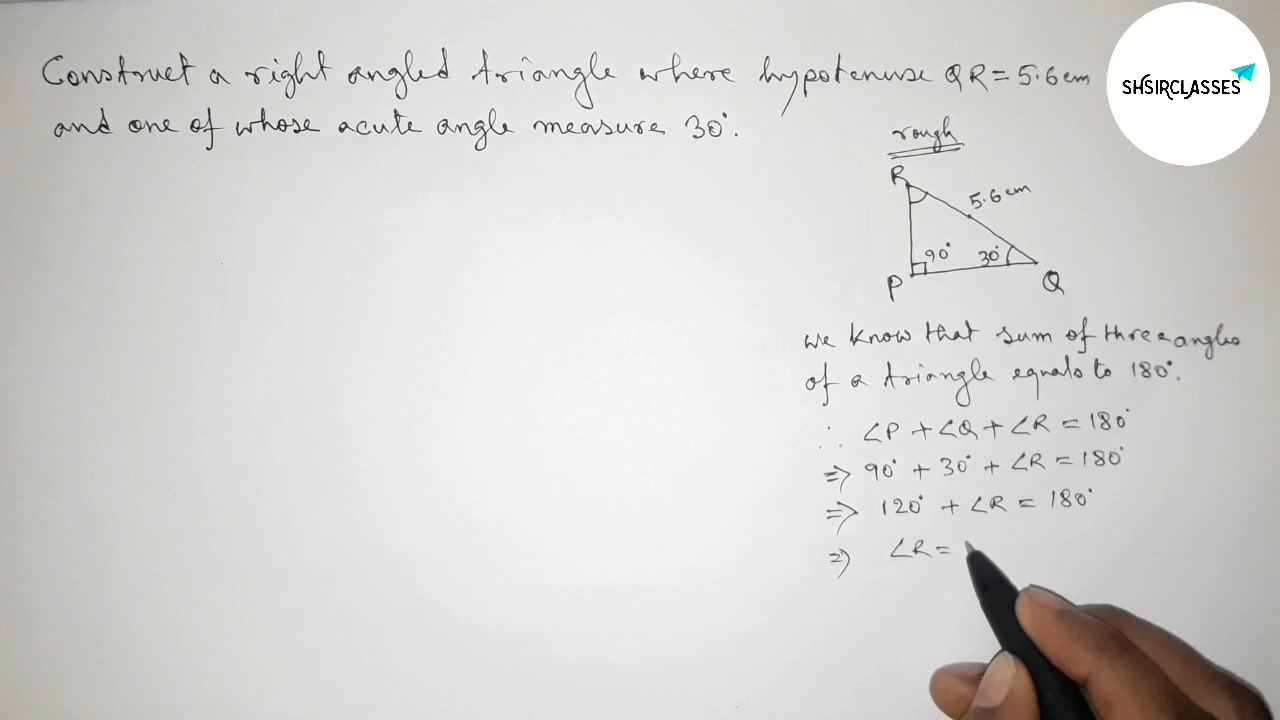 Construct a right angled triangle where hypotenuse QR = 5.6 cm
and one of whose acute angle measure 30°.
SHSIRCLASSES
rough
R
5.6 cm
90° 30°
P Q
we know that sum of three angles
of a triangle equals to 180°.
∴ ∠P + ∠Q + ∠R = 180°
⇒ 90° + 30° + ∠R = 180°
⇒ 120° + ∠R = 180°
⇒ ∠R =